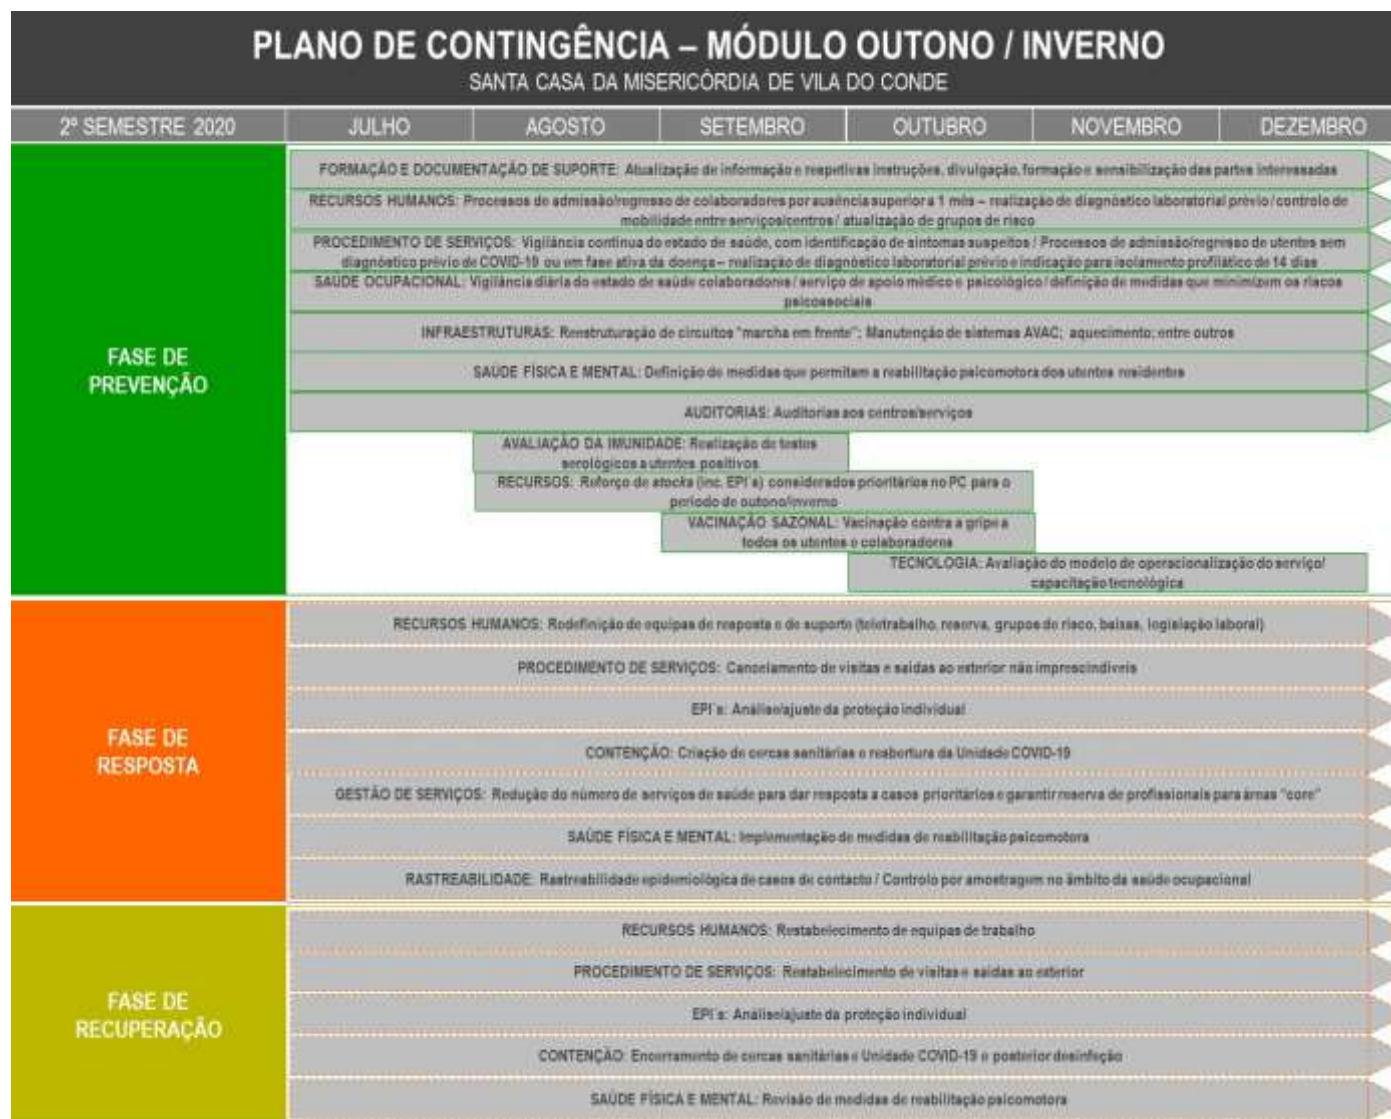 PLANO DE CONTINGÊNCIA – MÓDULO OUTONO / INVERNO
SANTA CASA DA MISERICÓRDIA DE VILA DO CONDE
2º SEMESTRE 2020
JULHO
AGOSTO
SETEMBRO
OUTUBRO
NOVEMBRO
DEZEMBRO
FASE DE
PREVENÇÃO
FORMAÇÃO E DOCUMENTAÇÃO DE SUPORTE: Atualização de informação e respetivas instruções, divulgação, formação e sensibilização das partes interessadas
RECURSOS HUMANOS: Processos de admissão/regresso de colaboradores por ausência superior a 1 mês – realização de diagnóstico laboratorial prévio / controlo de
mobilidade entre serviços/centros / atualização de grupos de risco
PROCEDIMENTO DE SERVIÇOS: Vigilância contínua do estado de saúde, com identificação de sintomas suspeitos / Processos de admissão/regresso de utentes sem
diagnóstico prévio de COVID-19 ou em fase ativa da doença – realização de diagnóstico laboratorial prévio e indicação para isolamento profilático de 14 dias
SAÚDE OCUPACIONAL: Vigilância diária do estado de saúde colaboradores / serviço de apoio médico e psicológico / definição de medidas que minimizem os riscos
psicossociais
INFRAESTRUTURAS: Reestruturação de circuitos "marcha em frente"; Manutenção de sistemas AVAC; aquecimento; entre outros
SAÚDE FÍSICA E MENTAL: Definição de medidas que permitam a reabilitação psicomotora dos utentes residentes
AUDITORIAS: Auditorias aos centros/serviços
AVALIAÇÃO DA IMUNIDADE: Realização de testes
serológicos a utentes positivos
RECURSOS: Reforço de stocks (inc. EPI´s) considerados prioritários no PC para o
período de outono/inverno
VACINAÇÃO SAZONAL: Vacinação contra a gripe a
todos os utentes e colaboradores
TECNOLOGIA: Avaliação do modelo de operacionalização do serviço/
capacitação tecnológica
FASE DE
RESPOSTA
RECURSOS HUMANOS: Redefinição de equipas de resposta e de suporte (teletrabalho, reserva, grupos de risco, baixas, legislação laboral)
PROCEDIMENTO DE SERVIÇOS: Cancelamento de visitas e saídas ao exterior não imprescindíveis
EPI´s: Análise/ajuste da proteção individual
CONTENÇÃO: Criação de cercas sanitárias e reabertura da Unidade COVID-19
GESTÃO DE SERVIÇOS: Redução do número de serviços de saúde para dar resposta a casos prioritários e garantir reserva de profissionais para áreas "core"
SAÚDE FÍSICA E MENTAL: Implementação de medidas de reabilitação psicomotora
RASTREABILIDADE: Rastreabilidade epidemiológica de casos de contacto / Controlo por amostragem no âmbito da saúde ocupacional
FASE DE
RECUPERAÇÃO
RECURSOS HUMANOS: Restabelecimento de equipas de trabalho
PROCEDIMENTO DE SERVIÇOS: Restabelecimento de visitas e saídas ao exterior
EPI´s: Análise/ajuste da proteção individual
CONTENÇÃO: Encerramento de cercas sanitárias e Unidade COVID-19 e posterior desinfeção
SAÚDE FÍSICA E MENTAL: Revisão de medidas de reabilitação psicomotora